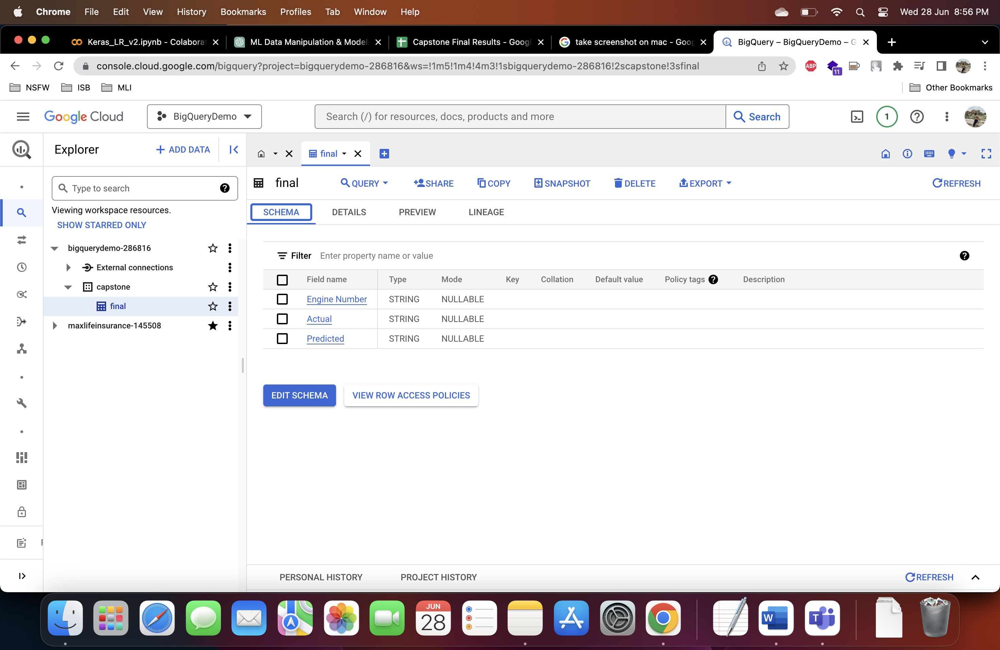 Chrome File Edit View History Bookmarks Profiles Tab Window Help Wed 28 Jun 8:56 PM
Keras_LR_v2.ipynb - Colaborat ML Data Manipulation & Models Capstone Final Results - Googl take screenshot on mac - Goog BigQuery – BigQueryDemo – G
console.cloud.google.com/bigquery?project=bigquerydemo-286816&ws=!1m5!1m4!4m3!1sbigquerydemo-286816!2scapstone!3sfinal ABP 11
NSFW ISB MLI Other Bookmarks
Google Cloud BigQueryDemo Search (/) for resources, docs, products and more Search 1
Explorer + ADD DATA final
Type to search
Viewing workspace resources.
SHOW STARRED ONLY
bigquerydemo-286816
External connections
capstone
final
maxlifeinsurance-145508
final QUERY SHARE COPY SNAPSHOT DELETE EXPORT REFRESH
SCHEMA DETAILS PREVIEW LINEAGE
Filter Enter property name or value
Field name Type Mode Key Collation Default value Policy tags Description
Engine Number STRING NULLABLE
Actual STRING NULLABLE
Predicted STRING NULLABLE
EDIT SCHEMA VIEW ROW ACCESS POLICIES
PERSONAL HISTORY PROJECT HISTORY REFRESH
JUN
28
W
T